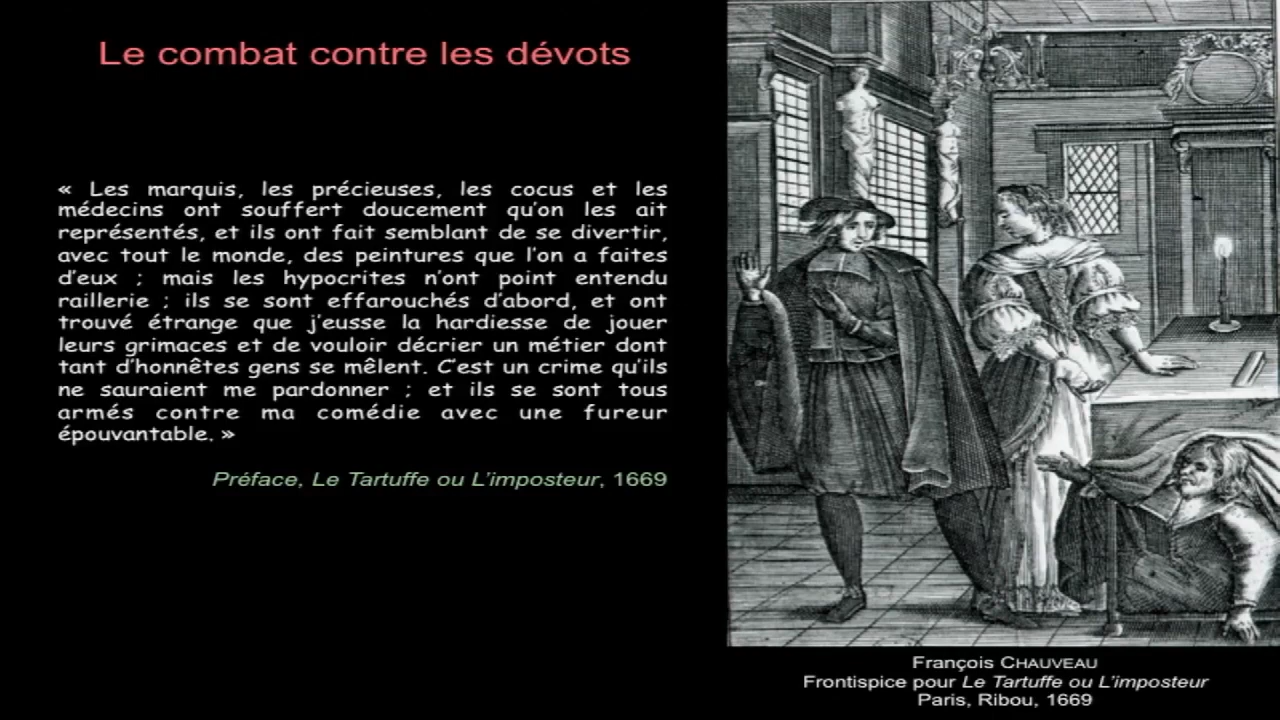 Le combat contre les dévots
« Les marquis, les précieuses, les cocus et les
médecins ont souffert doucement qu'on les ait
représentés, et ils ont fait semblant de se divertir,
avec tout le monde, des peintures que l'on a faites
d'eux ; mais les hypocrites n'ont point entendu
raillerie ; ils se sont effarouchés d'abord, et ont
trouvé étrange que j'eusse la hardiesse de jouer
leurs grimaces et de vouloir décrier un métier dont
tant d'honnêtes gens se mêlent. C'est un crime qu'ils
ne sauraient me pardonner ; et ils se sont tous
armés contre ma comédie avec une fureur
épouvantable. »
Préface, Le Tartuffe ou L'imposteur, 1669
François CHAUVEAU
Frontispice pour Le Tartuffe ou L'imposteur
Paris, Ribou, 1669